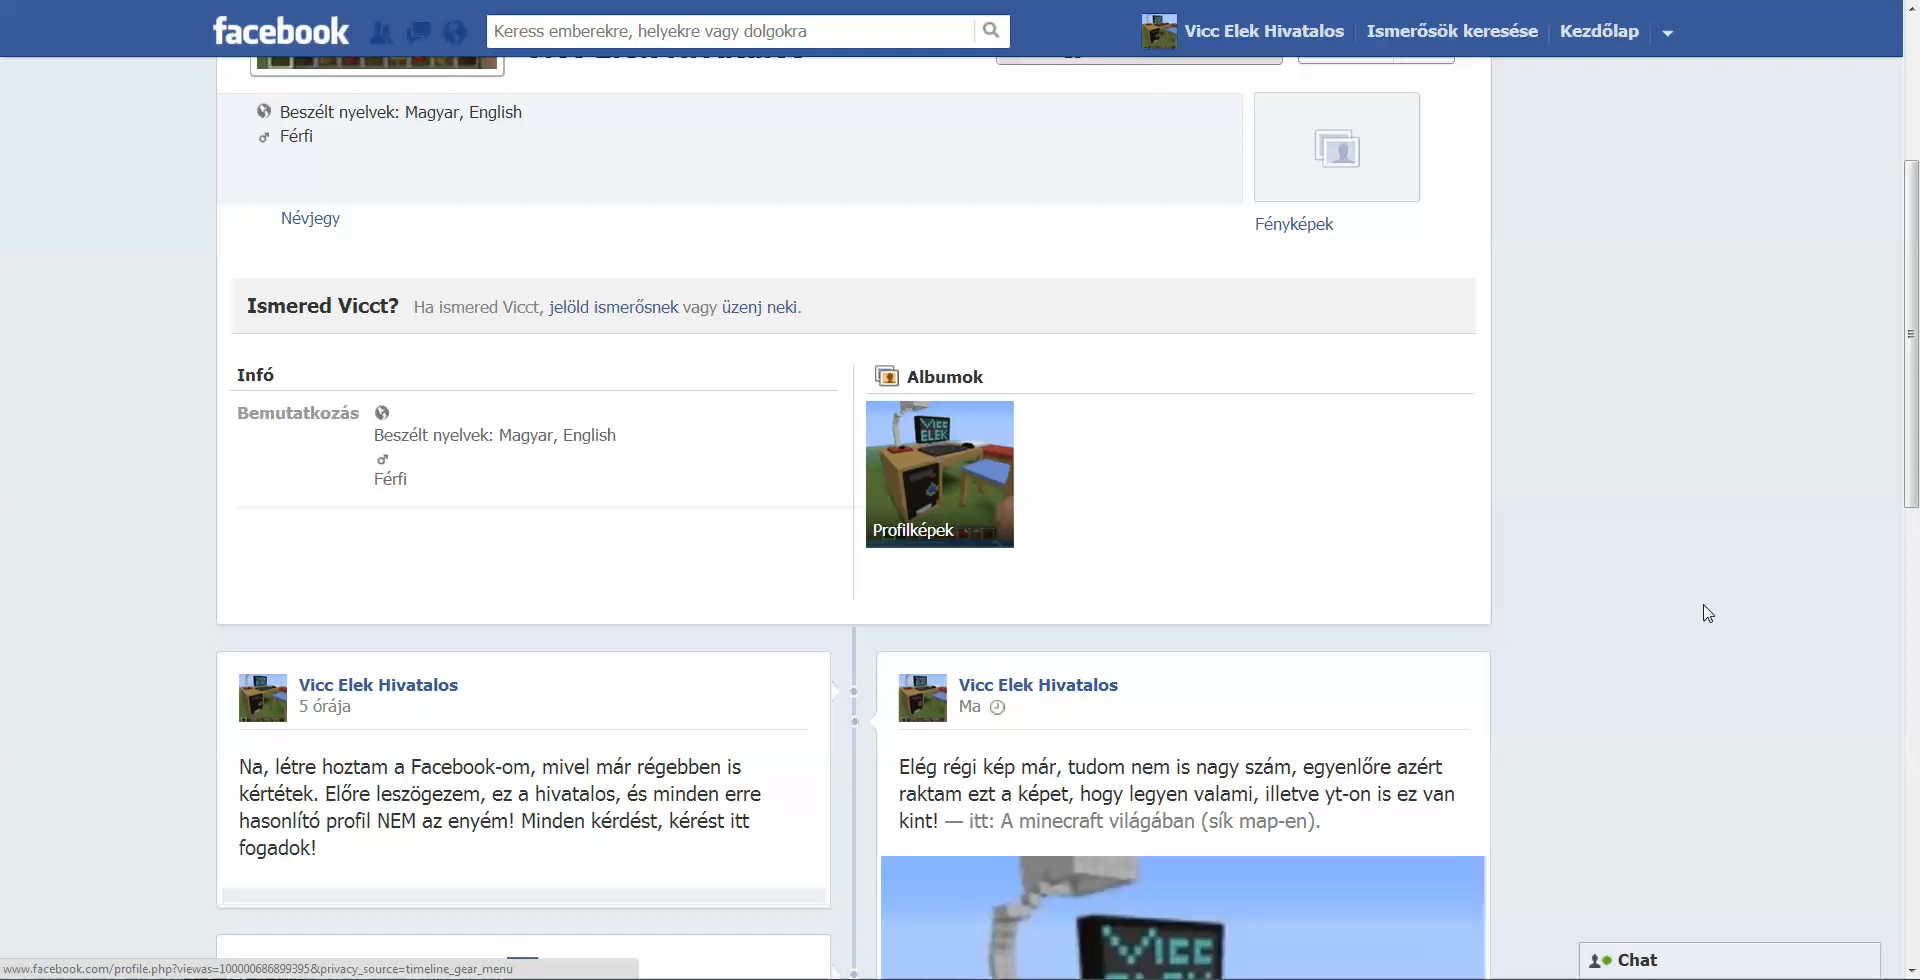 facebook
Keress emberekre, helyekre vagy dolgokra
Vicc Elek Hivatalos
Ismerősök keresése
Kezdőlap
Beszélt nyelvek: Magyar, English
Férfi
Névjegy
Fényképek
Ismered Vicct? Ha ismered Vicct, jelöld ismerősnek vagy üzenj neki.
Infó
Bemutatkozás
Beszélt nyelvek: Magyar, English
Férfi
Albumok
VICC
ELEK
Profilképek
Vicc Elek Hivatalos
5 órája
Na, létre hoztam a Facebook-om, mivel már régebben is
kértétek. Előre leszögezem, ez a hivatalos, és minden erre
hasonlító profil NEM az enyém! Minden kérdést, kérést itt
fogadok!
Vicc Elek Hivatalos
Ma
Elég régi kép már, tudom nem is nagy szám, egyenlőre azért
raktam ezt a képet, hogy legyen valami, illetve yt-on is ez van
kint! — itt: A minecraft világában (sík map-en).
VICC
ELEK
Chat
www.facebook.com/profile.php?viewas=100000686899395&privacy_source=timeline_gear_menu